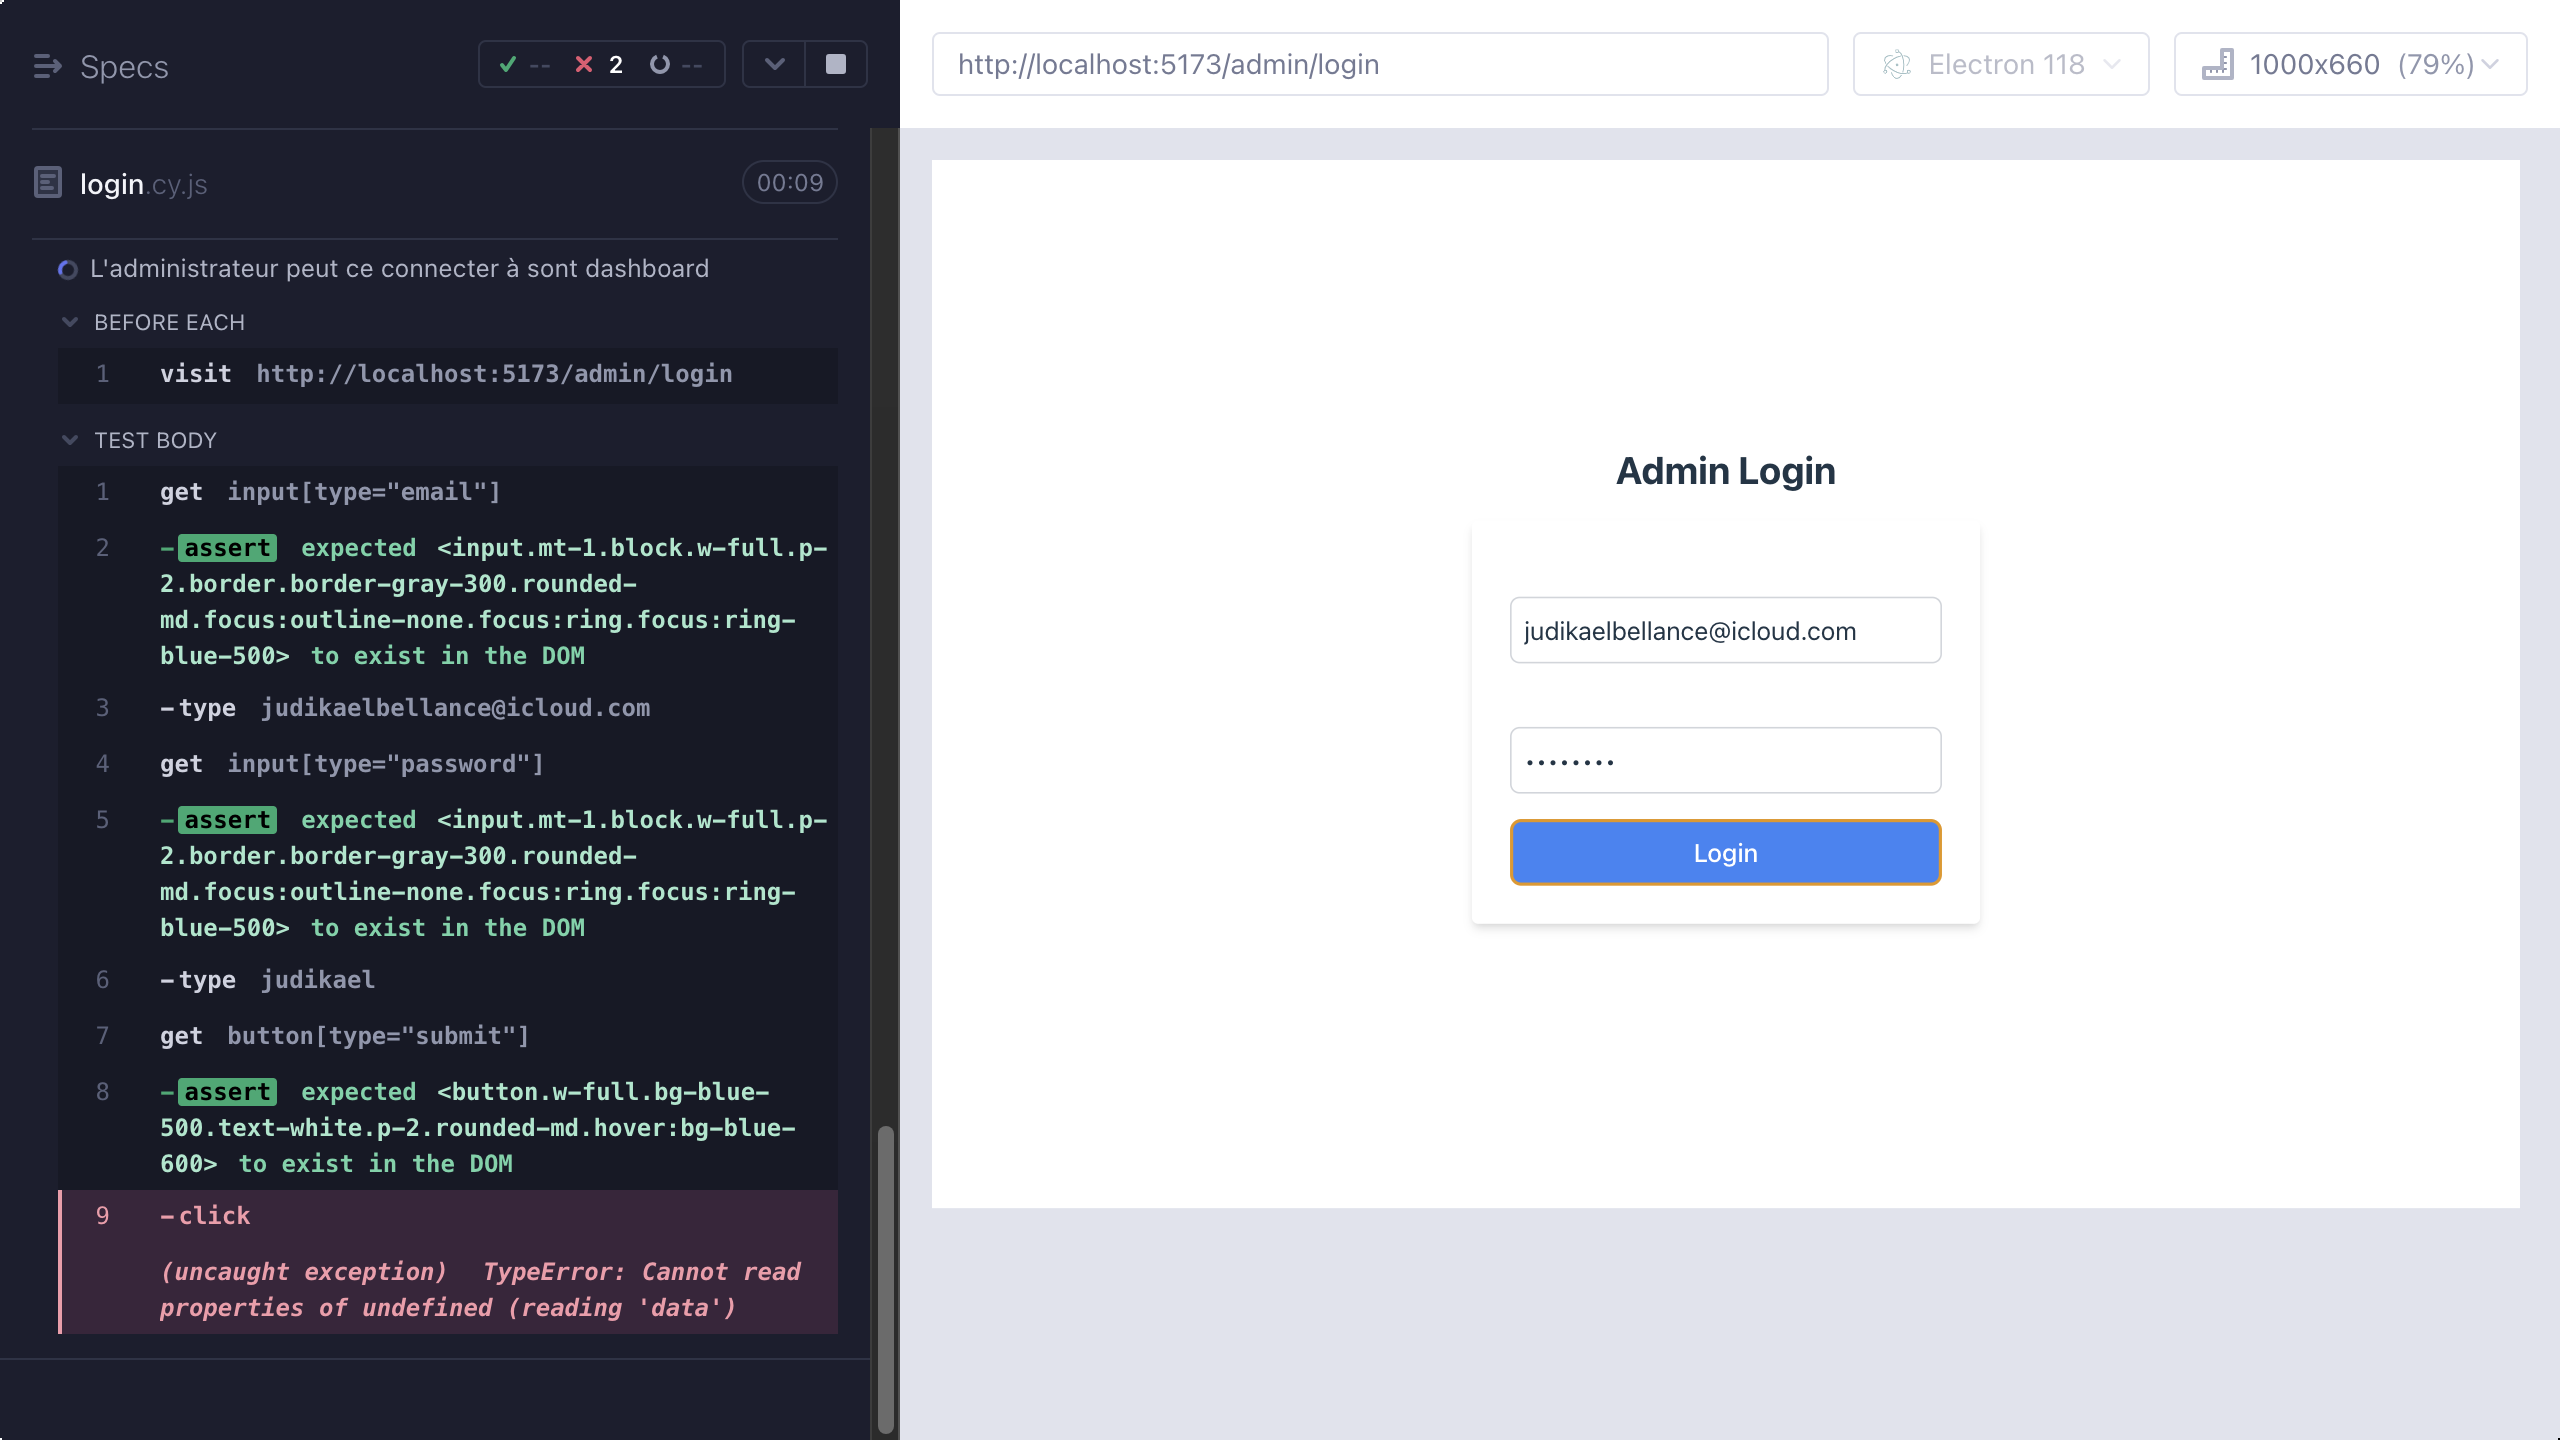 Specs
-- 2 --
login.cy.js
00:09
L'administrateur peut ce connecter à sont dashboard
BEFORE EACH
1 visit http://localhost:5173/admin/login
TEST BODY
1 get input[type="email"]
2 -assert expected <input.mt-1.block.w-full.p-
2.border.border-gray-300.rounded-
md.focus:outline-none.focus:ring.focus:ring-
blue-500> to exist in the DOM
3 -type judikaelbellance@icloud.com
4 get input[type="password"]
5 -assert expected <input.mt-1.block.w-full.p-
2.border.border-gray-300.rounded-
md.focus:outline-none.focus:ring.focus:ring-
blue-500> to exist in the DOM
6 -type judikael
7 get button[type="submit"]
8 -assert expected <button.w-full.bg-blue-
500.text-white.p-2.rounded-md.hover:bg-blue-
600> to exist in the DOM
9 -click
(uncaught exception) TypeError: Cannot read
properties of undefined (reading 'data')
http://localhost:5173/admin/login
Electron 118
1000x660 (79%)
Admin Login
judikaelbellance@icloud.com
••••••••
Login